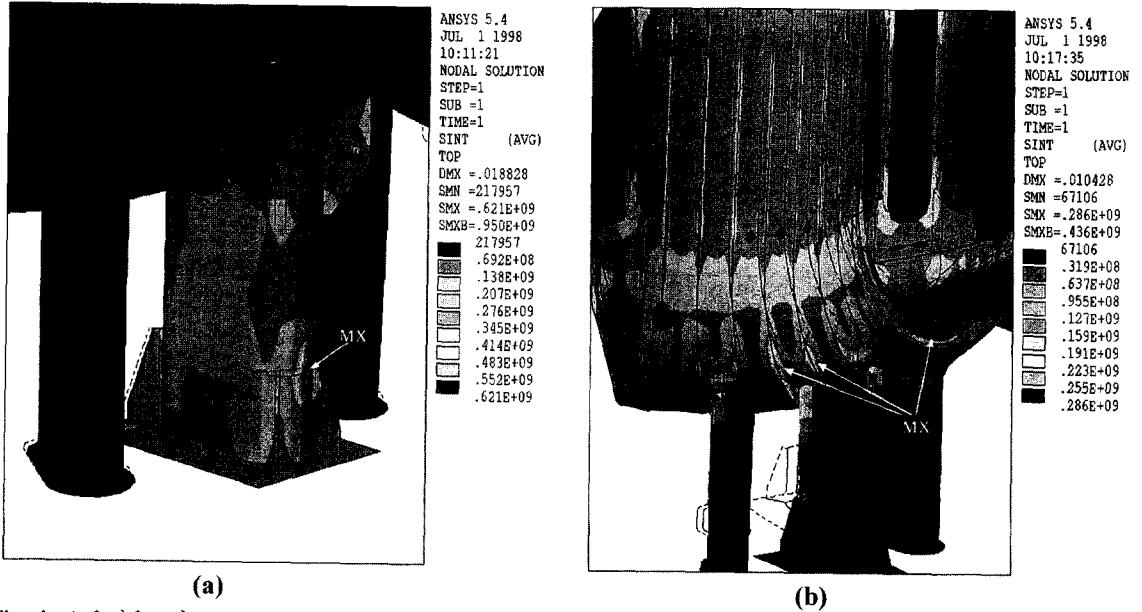 ANSYS 5.4
JUL 1 1998
10:11:21
NODAL SOLUTION
STEP=1
SUB =1
TIME=1
SINT (AVG)
TOP
DMX =.018828
SMN =217957
SMX =.621E+09
SMXB=.950E+09
217957
.692E+08
.138E+09
.207E+09
.276E+09
.345E+09
.414E+09
.483E+09
.552E+09
.621E+09
MX
(a)
ANSYS 5.4
JUL 1 1998
10:17:35
NODAL SOLUTION
STEP=1
SUB =1
TIME=1
SINT (AVG)
TOP
DMX =.010428
SMN =67106
SMX =.286E+09
SMXB=.436E+09
67106
.319E+08
.637E+08
.955E+08
.127E+09
.159E+09
.191E+09
.223E+09
.255E+09
.286E+09
MX
(b)